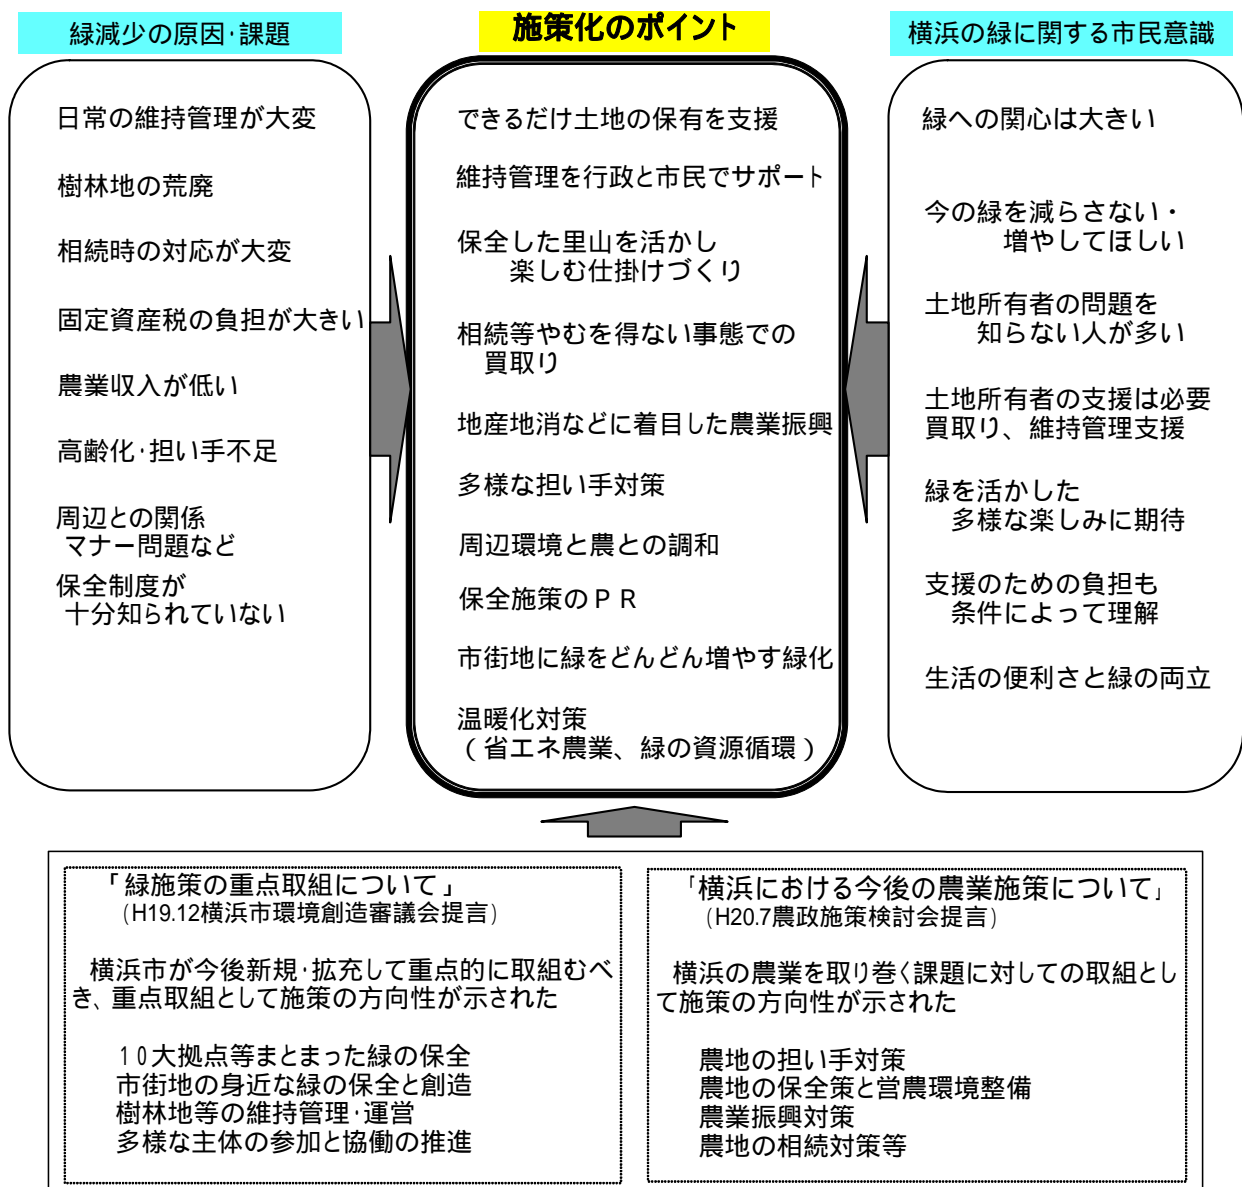 緑減少の原因・課題
日常の維持管理が大変
樹林地の荒廃
相続時の対応が大変
固定資産税の負担が大きい
農業収入が低い
高齢化・担い手不足
周辺との関係
マナー問題など
保全制度が
十分知られていない
施策化のポイント
できるだけ土地の保有を支援
維持管理を行政と市民でサポート
保全した里山を活かし
楽しむ仕掛けづくり
相続等やむを得ない事態での
買取り
地産地消などに着目した農業振興
多様な担い手対策
周辺環境と農との調和
保全施策のPR
市街地に緑をどんどん増やす緑化
温暖化対策
(省エネ農業、緑の資源循環)
横浜の緑に関する市民意識
緑への関心は大きい
今の緑を減らさない・
増やしてほしい
土地所有者の問題を
知らない人が多い
土地所有者の支援は必要
買取り、維持管理支援
緑を活かした
多様な楽しみに期待
支援のための負担も
条件によって理解
生活の便利さと緑の両立
「緑施策の重点取組について」
(H19.12横浜市環境創造審議会提言)
横浜市が今後新規・拡充して重点的に取組むべ
き、重点取組として施策の方向性が示された
10大拠点等まとまった緑の保全
市街地の身近な緑の保全と創造
樹林地等の維持管理・運営
多様な主体の参加と協働の推進
「横浜における今後の農業施策について」
(H20.7農政施策検討会提言)
横浜の農業を取り巻く課題に対しての取組とし
て施策の方向性が示された
農地の担い手対策
農地の保全策と営農環境整備
農業振興対策
農地の相続対策等